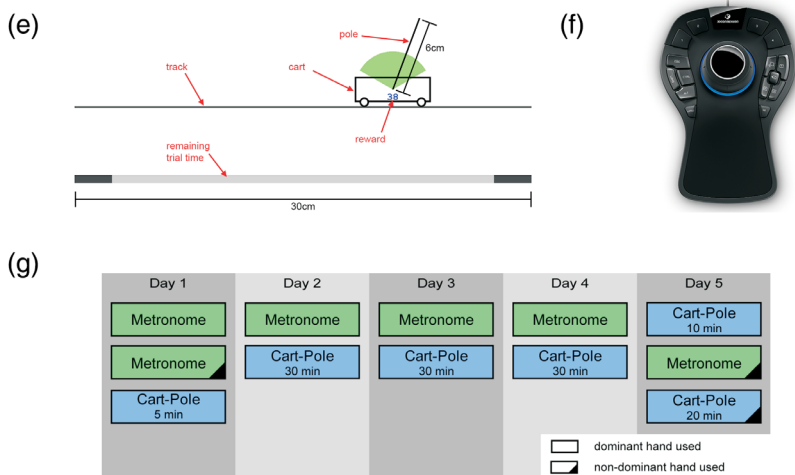 (e)
pole
6cm
cart
track
38
reward
remaining
trial time
30cm
(f)
(g)
Day 1
Day 2
Day 3
Day 4
Day 5
Metronome
Metronome
Metronome
Metronome
Cart-Pole
10 min
Metronome
Cart-Pole
30 min
Cart-Pole
30 min
Cart-Pole
30 min
Metronome
Cart-Pole
5 min
Cart-Pole
20 min
dominant hand used
non-dominant hand used